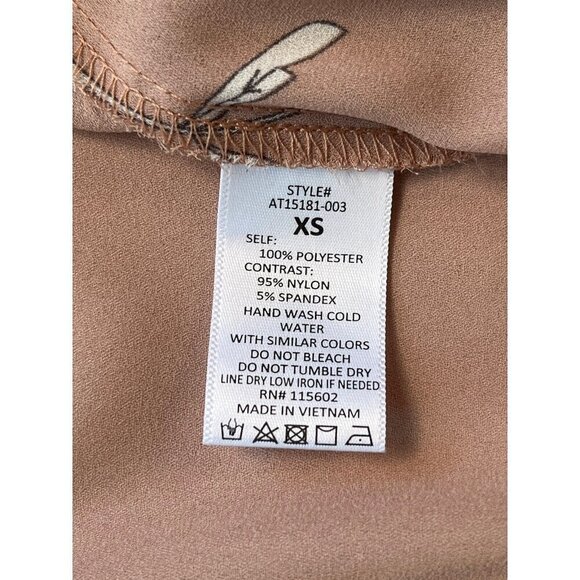 STYLE#
AT15181-003
XS
SELF:
100% POLYESTER
CONTRAST:
95% NYLON
5% SPANDEX
HAND WASH COLD
WATER
WITH SIMILAR COLORS
DO NOT BLEACH
DO NOT TUMBLE DRY
LINE DRY LOW IRON IF NEEDED
RN# 115602
MADE IN VIETNAM